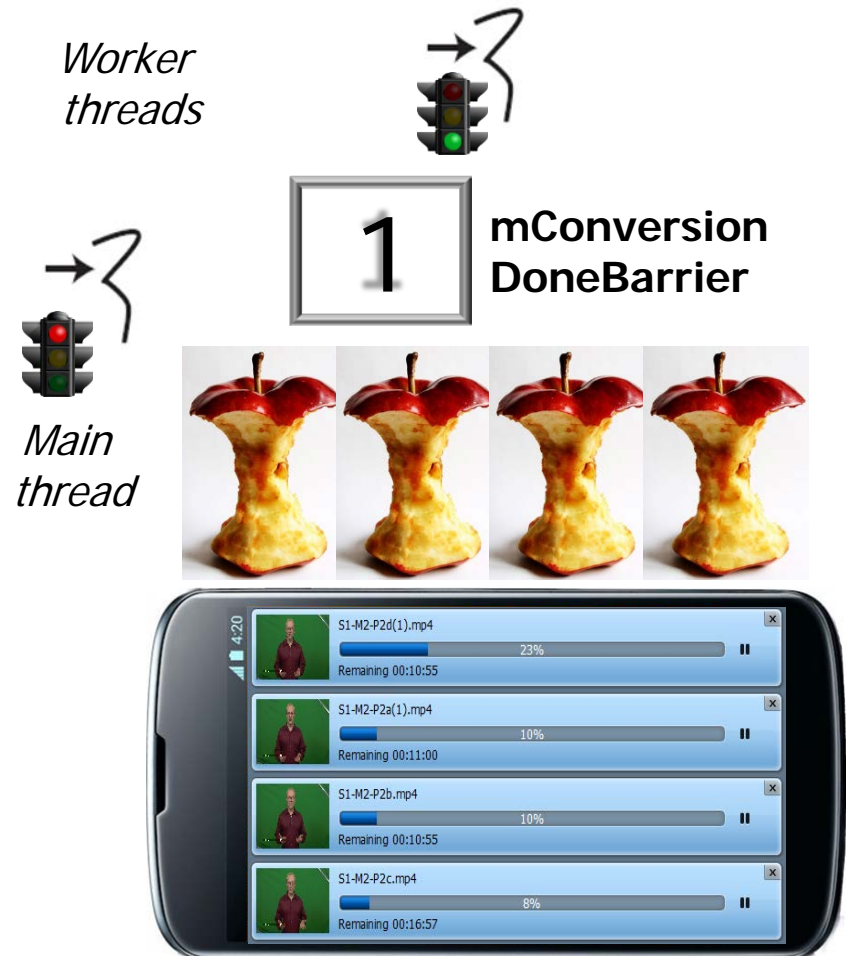 Worker
threads
1
mConversion
DoneBarrier
Main
thread
4:20
S1-M2-P2d(1).mp4
23%
Remaining 00:10:55
x
S1-M2-P2a(1).mp4
10%
Remaining 00:11:00
x
S1-M2-P2b.mp4
10%
Remaining 00:10:55
x
S1-M2-P2c.mp4
8%
Remaining 00:16:57
x